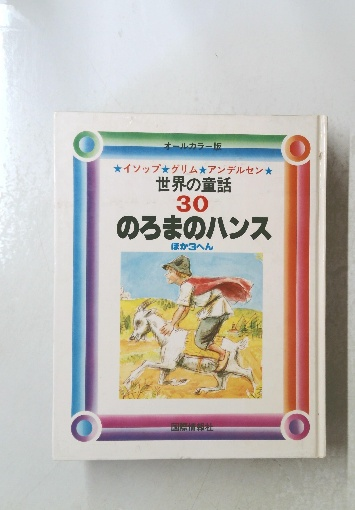 オールカラー版
★イソップ★グリム★アンデルセン★
世界の童話
30
のろまのハンス
ほか3へん
国際情報社